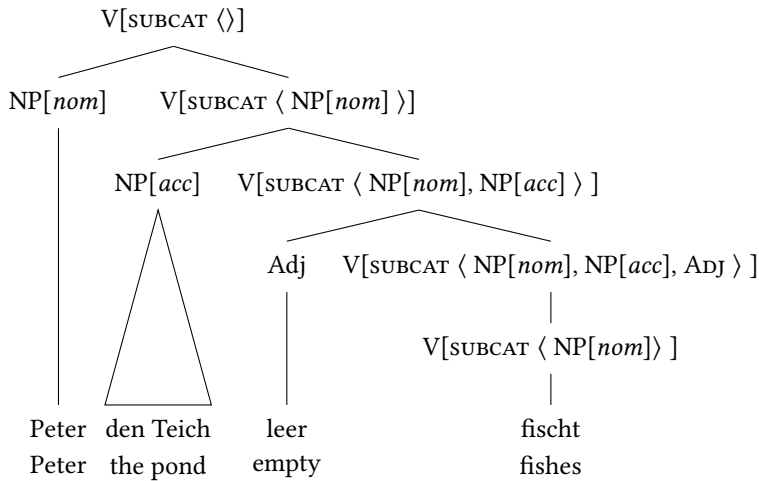 V[SUBCAT ⟨⟩]
NP[nom] V[SUBCAT ⟨ NP[nom] ⟩]
NP[acc] V[SUBCAT ⟨ NP[nom], NP[acc] ⟩ ]
Adj V[SUBCAT ⟨ NP[nom], NP[acc], ADJ ⟩ ]
V[SUBCAT ⟨ NP[nom]⟩ ]
Peter den Teich leer fischt
Peter the pond empty fishes